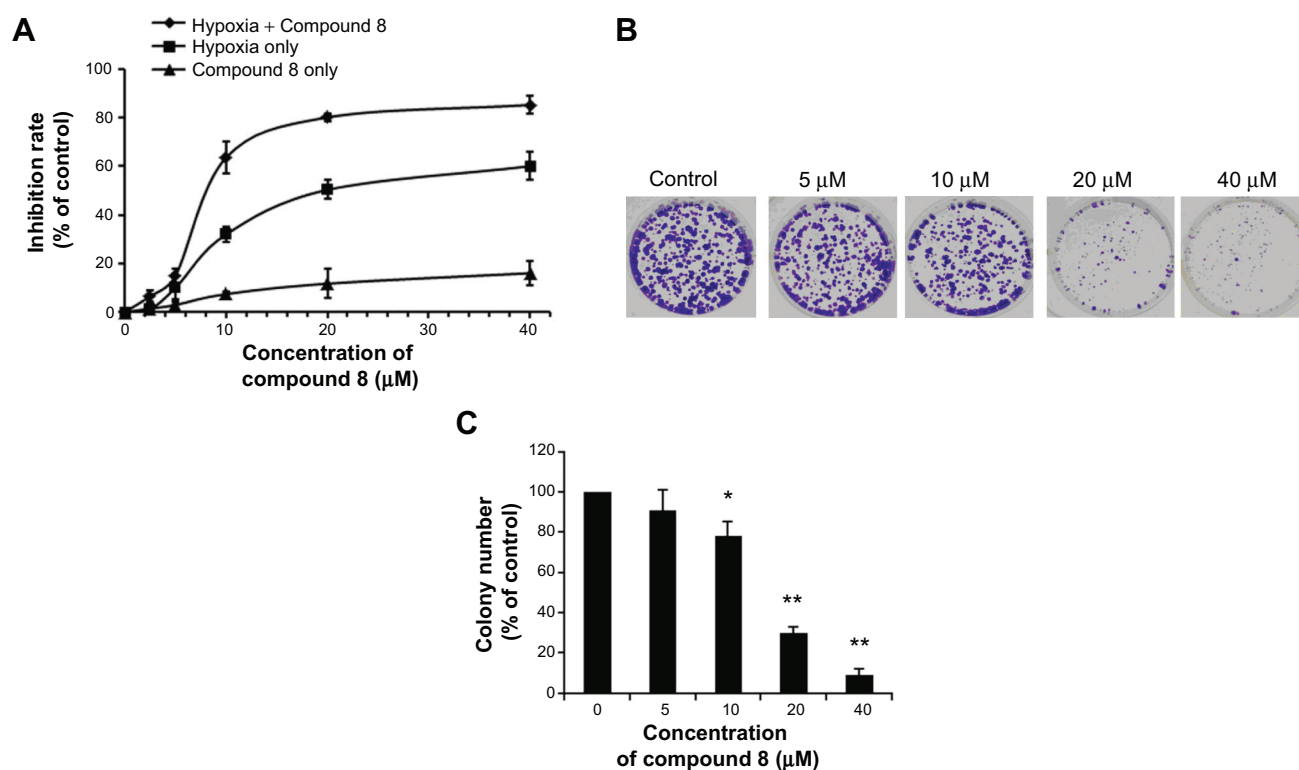 A
Hypoxia + Compound 8
Hypoxia only
Compound 8 only
Inhibition rate
(% of control)
100
80
60
40
20
0
0
10
20
30
40
Concentration of
compound 8 (μM)
B
Control
5 μM
10 μM
20 μM
40 μM
C
Colony number
(% of control)
120
100
80
60
40
20
0
*
**
**
0
5
10
20
40
Concentration
of compound 8 (μM)